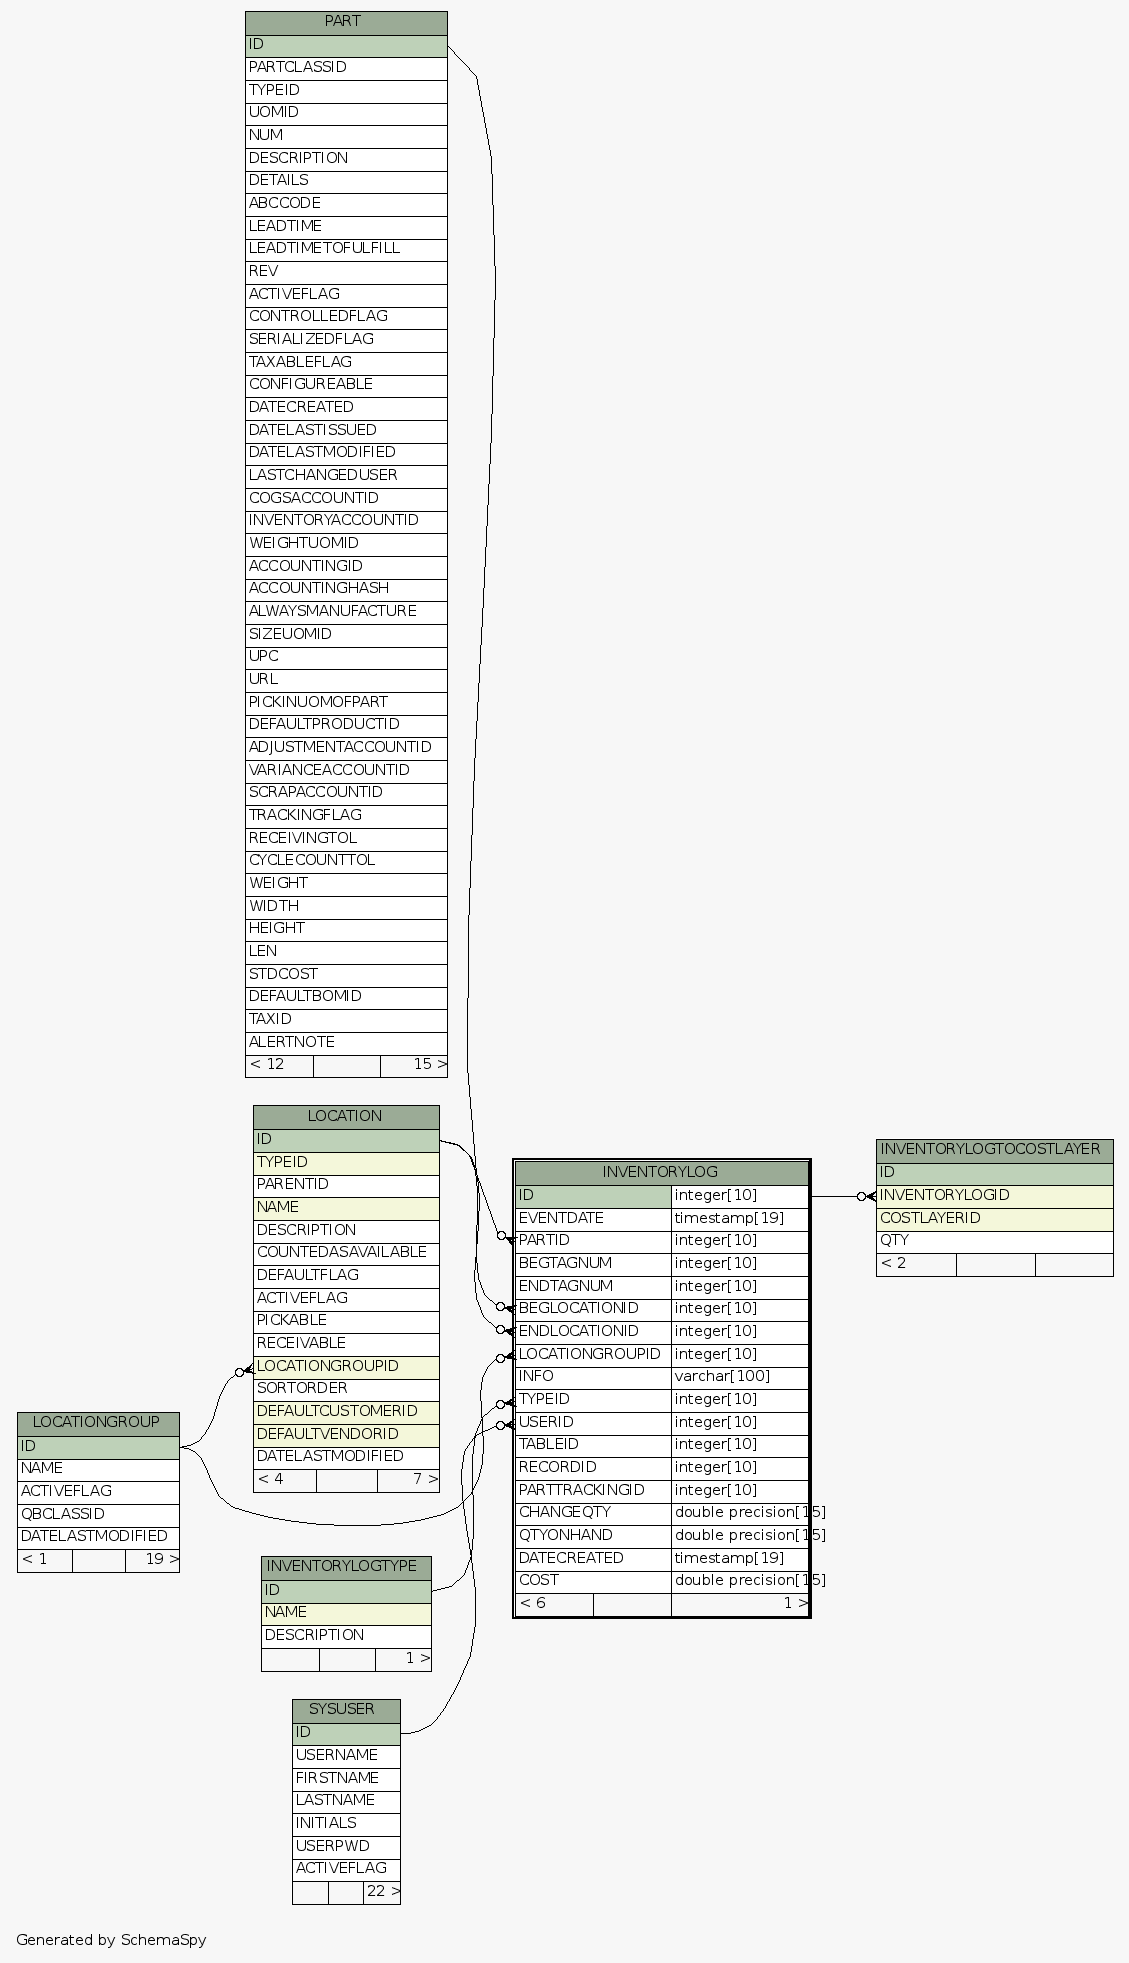 PART
ID
PARTCLASSID
TYPEID
UOMID
NUM
DESCRIPTION
DETAILS
ABCCODE
LEADTIME
LEADTIMETOFULFILL
REV
ACTIVEFLAG
CONTROLLEDFLAG
SERIALIZEDFLAG
TAXABLEFLAG
CONFIGUREABLE
DATECREATED
DATELASTISSUED
DATELASTMODIFIED
LASTCHANGEDUSER
COGSACCOUNTID
INVENTORYACCOUNTID
WEIGHTUOMID
ACCOUNTINGID
ACCOUNTINGHASH
ALWAYSMANUFACTURE
SIZEUOMID
UPC
URL
PICKINUOMOFPART
DEFAULTPRODUCTID
ADJUSTMENTACCOUNTID
VARIANCEACCOUNTID
SCRAPACCOUNTID
TRACKINGFLAG
RECEIVINGTOL
CYCLECOUNTTOL
WEIGHT
WIDTH
HEIGHT
LEN
STDCOST
DEFAULTBOMID
TAXID
ALERTNOTE
< 12 15 >
LOCATION
ID
TYPEID
PARENTID
NAME
DESCRIPTION
COUNTEDASAVAILABLE
DEFAULTFLAG
ACTIVEFLAG
PICKABLE
RECEIVABLE
LOCATIONGROUPID
SORTORDER
DEFAULTCUSTOMERID
DEFAULTVENDORID
DATELASTMODIFIED
< 4 7 >
INVENTORYLOG
ID integer[10]
EVENTDATE timestamp[19]
PARTID integer[10]
BEGTAGNUM integer[10]
ENDTAGNUM integer[10]
BEGLOCATIONID integer[10]
ENDLOCATIONID integer[10]
LOCATIONGROUPID integer[10]
INFO varchar[100]
TYPEID integer[10]
USERID integer[10]
TABLEID integer[10]
RECORDID integer[10]
PARTTRACKINGID integer[10]
CHANGEQTY double precision[15]
QTYONHAND double precision[15]
DATECREATED timestamp[19]
COST double precision[15]
< 6 1 >
INVENTORYLOGTOCOSTLAYER
ID
INVENTORYLOGID
COSTLAYERID
QTY
< 2
LOCATIONGROUP
ID
NAME
ACTIVEFLAG
QBCLASSID
DATELASTMODIFIED
< 1 19 >
INVENTORYLOGTYPE
ID
NAME
DESCRIPTION
1 >
SYSUSER
ID
USERNAME
FIRSTNAME
LASTNAME
INITIALS
USERPWD
ACTIVEFLAG
22 >
Generated by SchemaSpy